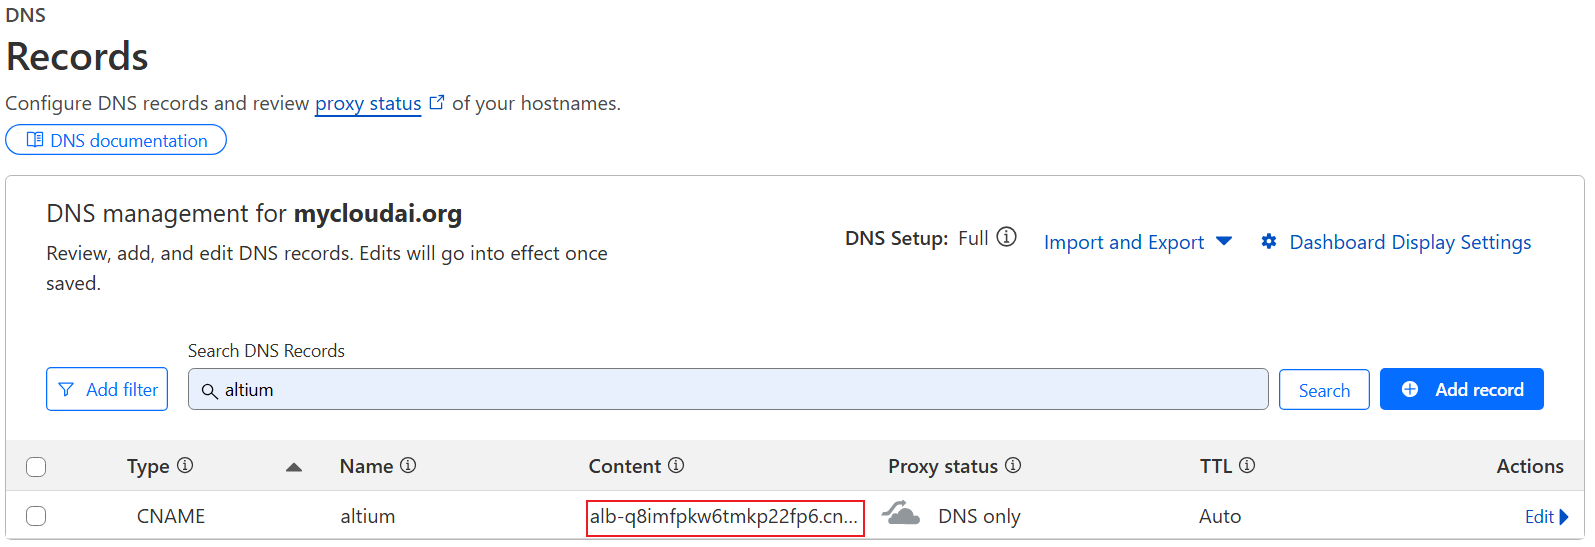 DNS
Records
Configure DNS records and review proxy status of your hostnames.
DNS documentation
DNS management for mycloudai.org
Review, add, and edit DNS records. Edits will go into effect once
saved.
DNS Setup: Full
Import and Export
Dashboard Display Settings
Search DNS Records
Add filter
altium
Search
Add record
Type Name Content Proxy status TTL Actions
CNAME altium alb-q8imfpkw6tmkp22fp6.cn... DNS only Auto Edit